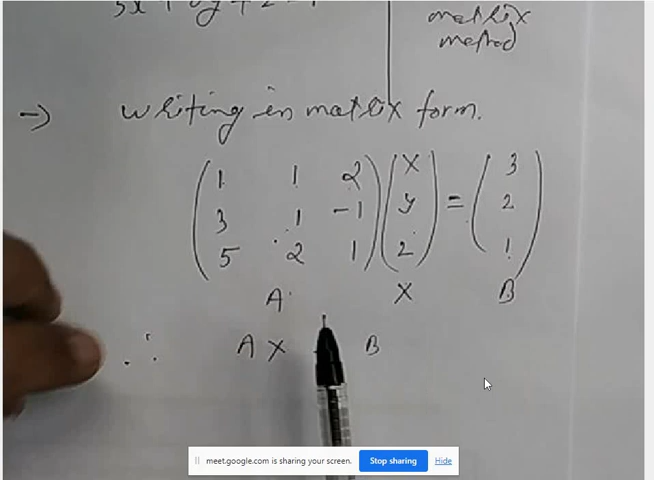 matrix
method
→ writing in matrix form.
( 1 1 2 ) ( x ) = ( 3 )
( 3 1 -1 ) ( y ) ( 2 )
( 5 2 1 ) ( z ) ( 1 )
A X B
∴ A X B
meet.google.com is sharing your screen. Stop sharing Hide